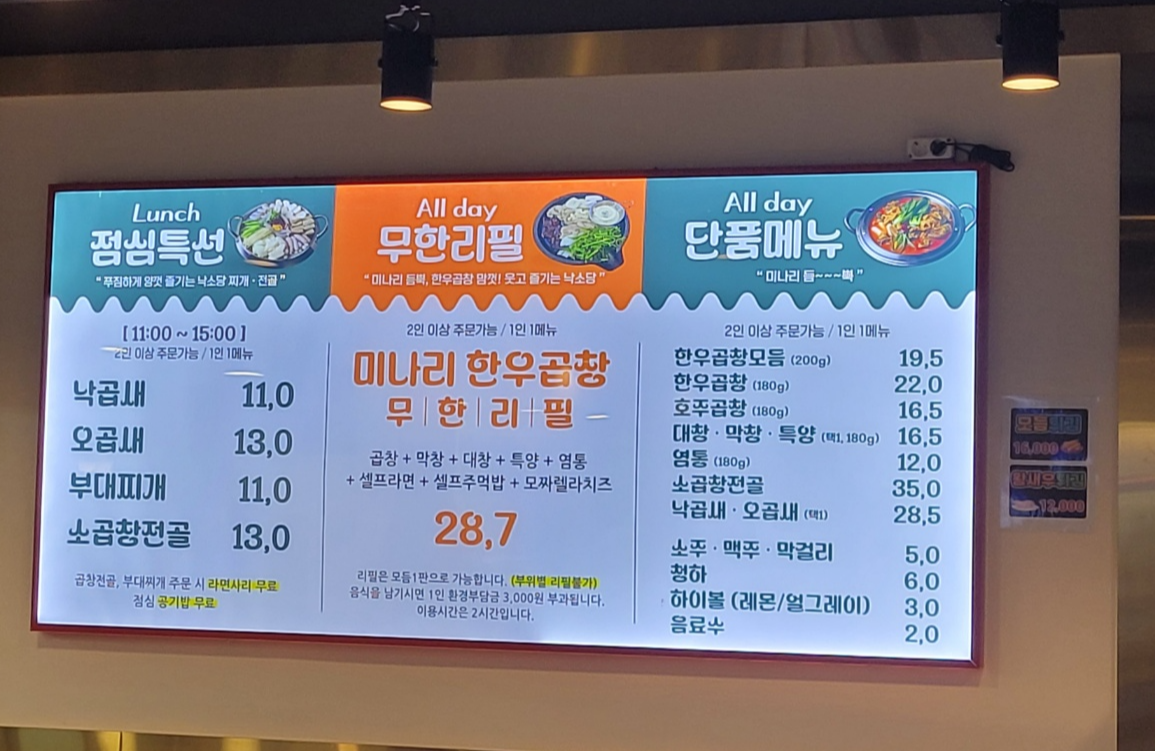 Lunch
점심특선
“푸짐하게 양껏 즐기는 낙소당 찌개·전골”
[11:00 ~ 15:00]
2인 이상 주문가능 / 1인 1메뉴
낙곱새 11,0
오곱새 13,0
부대찌개 11,0
소곱창전골 13,0
곱창전골, 부대찌개 주문 시 라면사리 무료
점심 공기밥 무료
All day
무한리필
“미나리 듬뿍, 한우곱창 맘껏! 웃고 즐기는 낙소당”
2인 이상 주문가능 / 1인 1메뉴
미나리 한우곱창
무|한|리|필
곱창 + 막창 + 대창 + 특양 + 염통
+ 셀프라면 + 셀프주먹밥 + 모짜렐라치즈
28,7
리필은 모듬1판으로 가능합니다. (부위별 리필불가)
음식을 남기시면 1인 환경부담금 3,000원 부과됩니다.
이용시간은 2시간입니다.
All day
단품메뉴
“미나리 듬~~~뿍”
2인 이상 주문가능 / 1인 1메뉴
한우곱창모듬 (200g) 19,5
한우곱창 (180g) 22,0
호주곱창 (180g) 16,5
대창·막창·특양 (택1, 180g) 16,5
염통 (180g) 12,0
소곱창전골 35,0
낙곱새·오곱새 (택1) 28,5
소주·맥주·막걸리 5,0
청하 6,0
하이볼 (레몬/얼그레이) 3,0
음료수 2,0
모듬튀김
16,000
왕새우튀김